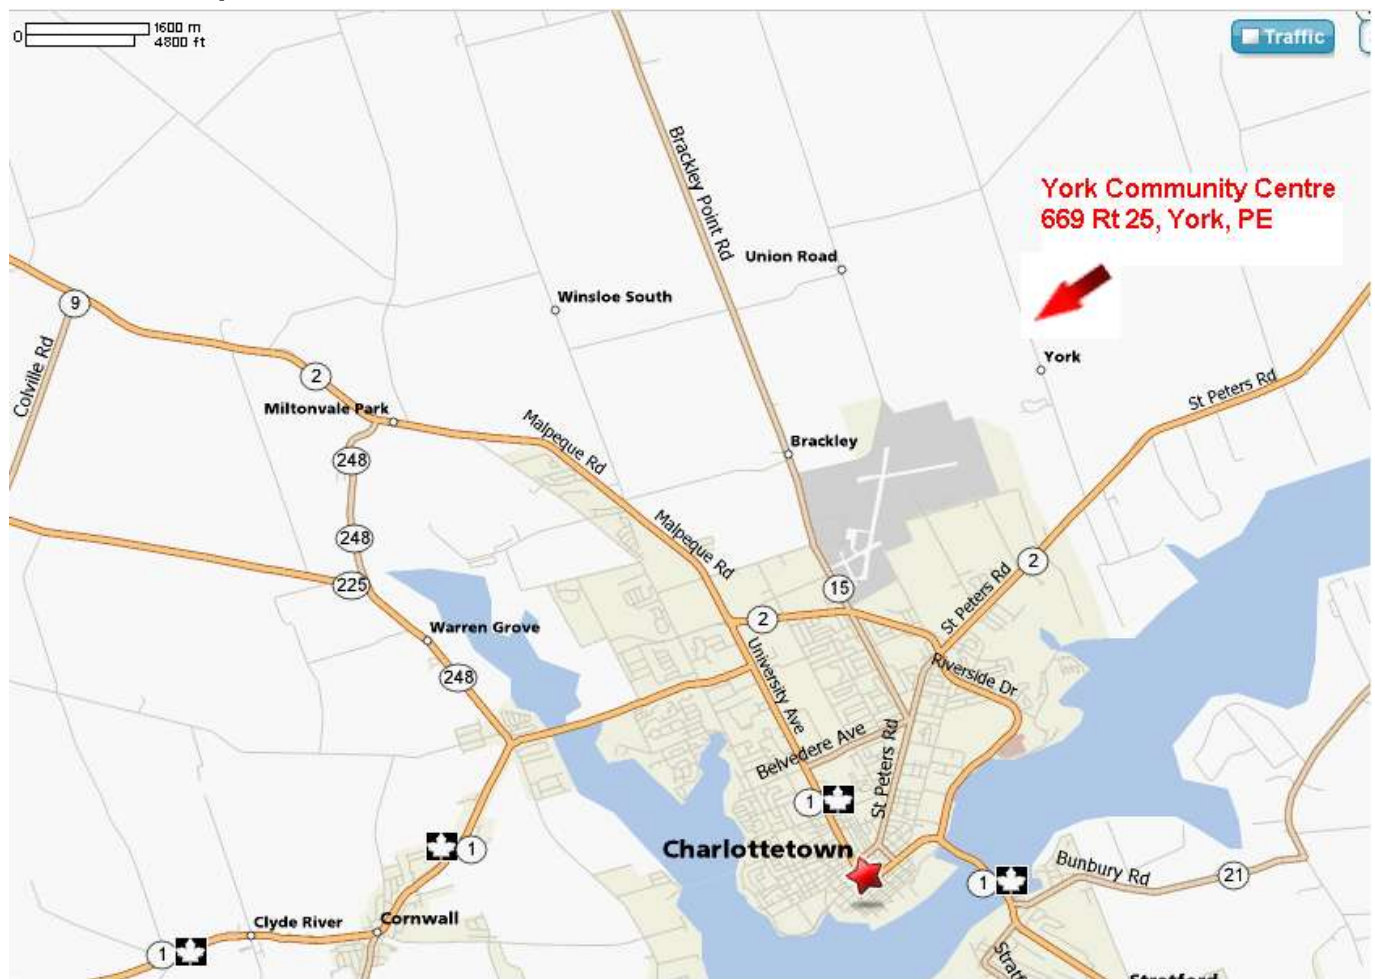 0
1600 m
4800 ft
Traffic
York Community Centre
669 Rt 25, York, PE
Brackley Point Rd
Union Road
Winsloe South
9
Colville Rd
2
York
St Peters Rd
Miltonvale Park
Malpeque Rd
Brackley
248
Malpeque Rd
248
225
15
2
St Peters Rd
2
Warren Grove
University Ave
Riverside Dr
248
Belvedere Ave
St Peters Rd
1
Charlottetown
1
Bunbury Rd
21
1
Clyde River
Cornwall
1
Stratf
Stratford